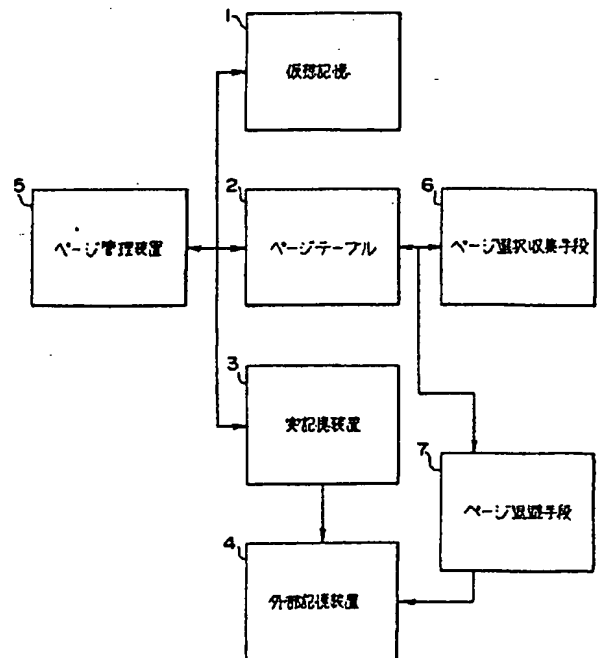 1
仮想記憶
5
ページ管理装置
2
ページテーブル
6
ページ選択収集手段
3
実記憶装置
7
ページ退避手段
4
外部記憶装置